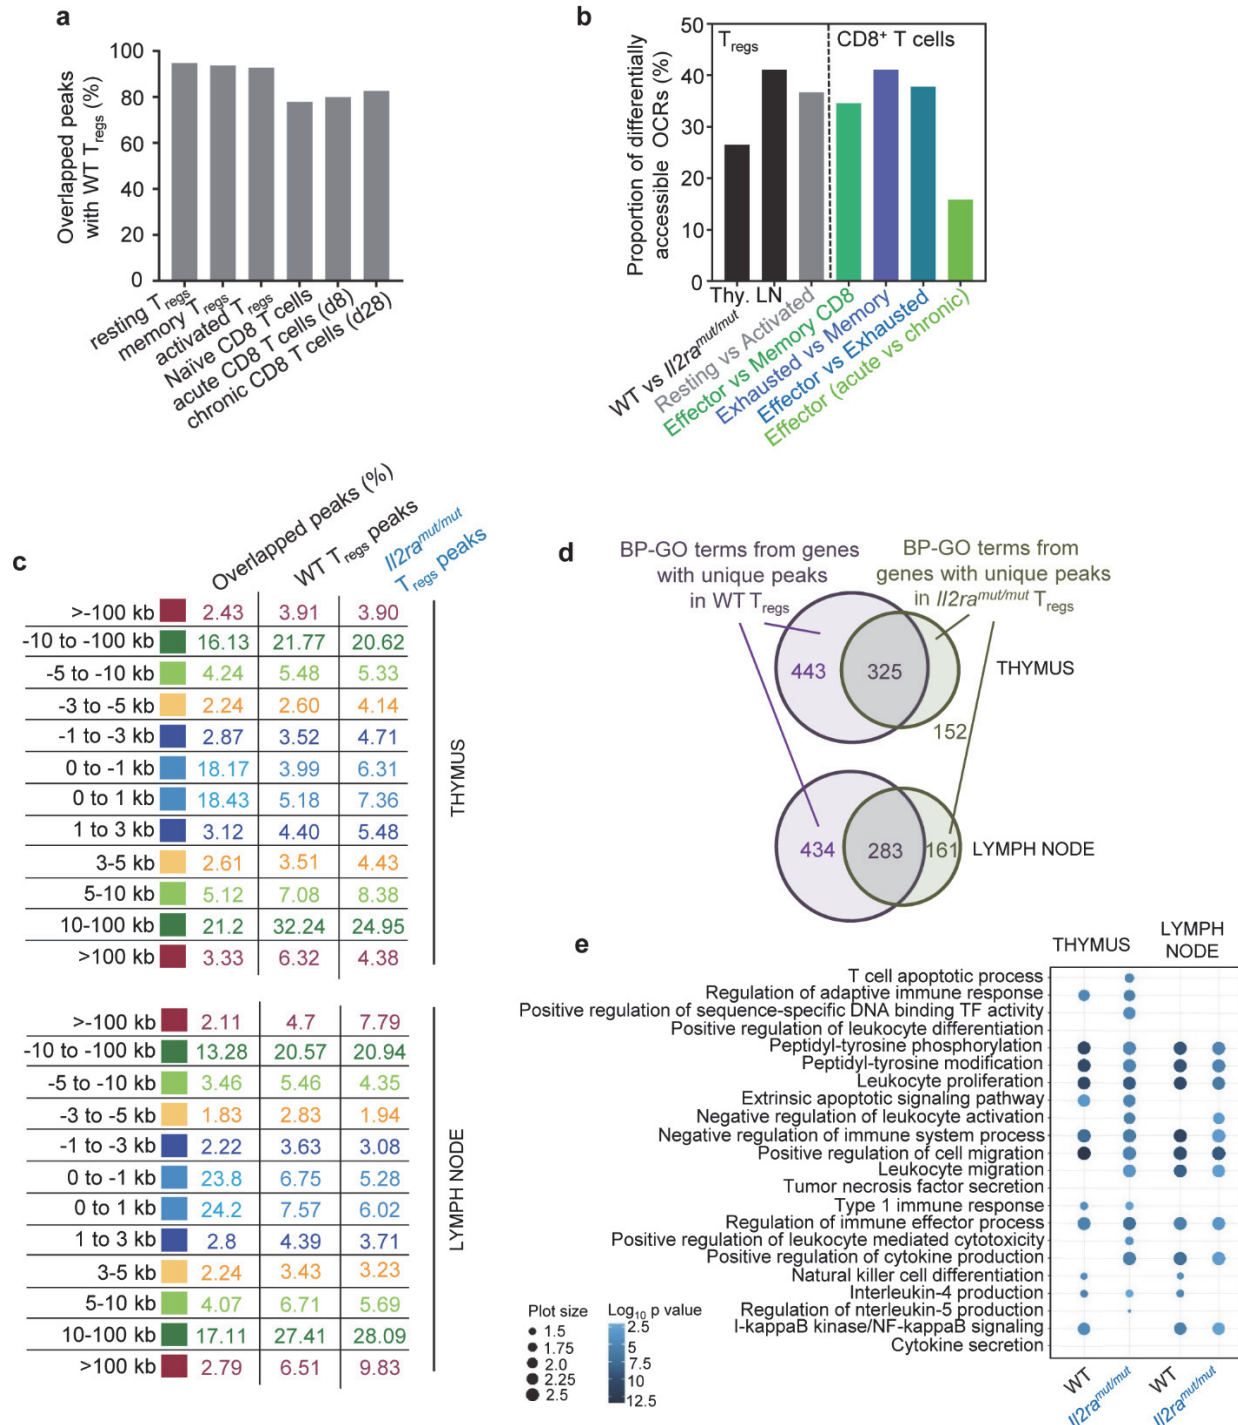 a
100
80
60
40
20
0
Overlapped peaks
with WT Tregs (%)
resting Tregs
memory Tregs
activated Tregs
Naïve CD8 T cells
acute CD8 T cells (d8)
chronic CD8 T cells (d28)
b
50
40
30
20
10
0
Proportion of differentially
accessible OCRs (%)
Tregs
CD8+ T cells
Thy. LN
WT vs Il2ra mut/mut
Resting vs Activated
Effector vs Memory CD8
Exhausted vs Memory
Effector vs Exhausted
Effector (acute vs chronic)
c
Overlapped peaks (%)
WT Tregs peaks
Il2ra mut/mut
Tregs peaks
>-100 kb 2.43 3.91 3.90
-10 to -100 kb 16.13 21.77 20.62
-5 to -10 kb 4.24 5.48 5.33
-3 to -5 kb 2.24 2.60 4.14
-1 to -3 kb 2.87 3.52 4.71
0 to -1 kb 18.17 3.99 6.31
0 to 1 kb 18.43 5.18 7.36
1 to 3 kb 3.12 4.40 5.48
3-5 kb 2.61 3.51 4.43
5-10 kb 5.12 7.08 8.38
10-100 kb 21.2 32.24 24.95
>100 kb 3.33 6.32 4.38
THYMUS
>-100 kb 2.11 4.7 7.79
-10 to -100 kb 13.28 20.57 20.94
-5 to -10 kb 3.46 5.46 4.35
-3 to -5 kb 1.83 2.83 1.94
-1 to -3 kb 2.22 3.63 3.08
0 to -1 kb 23.8 6.75 5.28
0 to 1 kb 24.2 7.57 6.02
1 to 3 kb 2.8 4.39 3.71
3-5 kb 2.24 3.43 3.23
5-10 kb 4.07 6.71 5.69
10-100 kb 17.11 27.41 28.09
>100 kb 2.79 6.51 9.83
LYMPH NODE
d
BP-GO terms from genes
with unique peaks
in WT Tregs
BP-GO terms from
genes with unique peaks
in Il2ra mut/mut Tregs
443 325 152
THYMUS
434 283 161
LYMPH NODE
e
THYMUS
LYMPH
NODE
T cell apoptotic process
Regulation of adaptive immune response
Positive regulation of sequence-specific DNA binding TF activity
Positive regulation of leukocyte differentiation
Peptidyl-tyrosine phosphorylation
Peptidyl-tyrosine modification
Leukocyte proliferation
Extrinsic apoptotic signaling pathway
Negative regulation of leukocyte activation
Negative regulation of immune system process
Positive regulation of cell migration
Leukocyte migration
Tumor necrosis factor secretion
Type 1 immune response
Regulation of immune effector process
Positive regulation of leukocyte mediated cytotoxicity
Positive regulation of cytokine production
Natural killer cell differentiation
Interleukin-4 production
Regulation of nterleukin-5 production
I-kappaB kinase/NF-kappaB signaling
Cytokine secretion
Plot size
1.5
1.75
2.0
2.25
2.5
Log10 p value
2.5
5
7.5
10
12.5
WT
Il2ra mut/mut
WT
Il2ra mut/mut